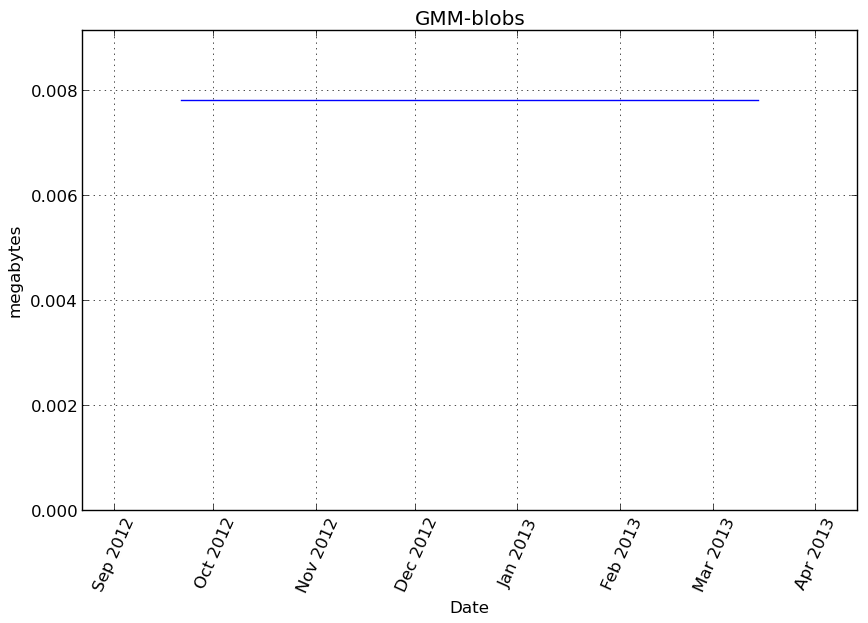 GMM-blobs
0.008
0.006
0.004
0.002
0.000
megabytes
Sep 2012
Oct 2012
Nov 2012
Dec 2012
Jan 2013
Feb 2013
Mar 2013
Apr 2013
Date